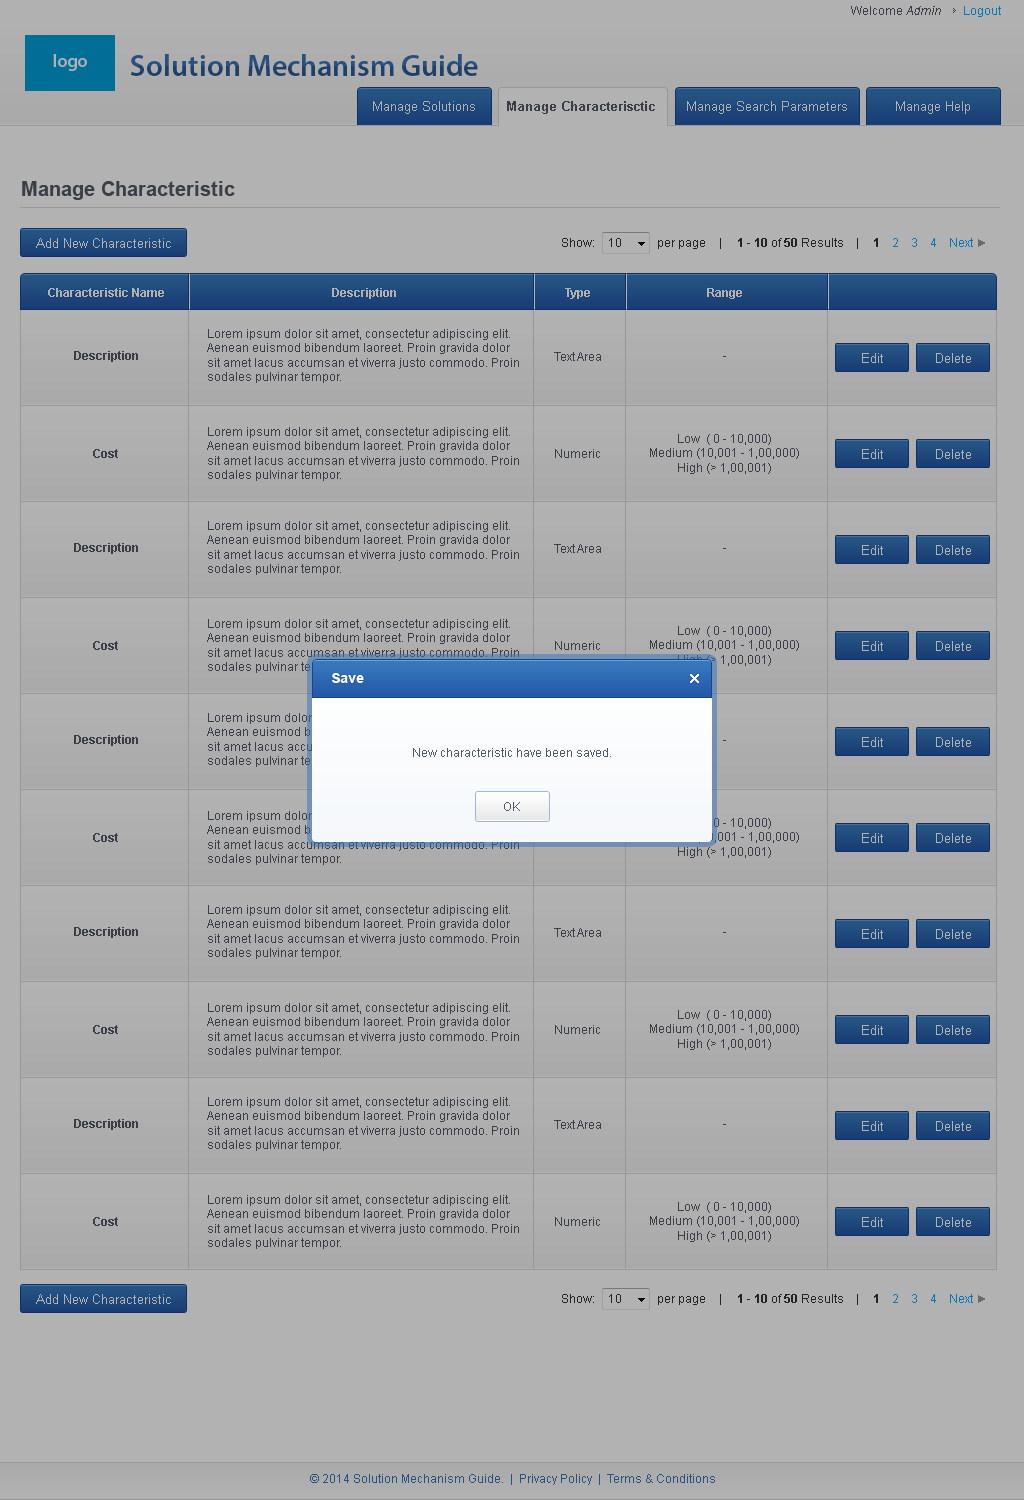 Welcome Admin Logout
logo
Solution Mechanism Guide
Manage Solutions
Manage Characterisctic
Manage Search Parameters
Manage Help
Manage Characteristic
Add New Characteristic
Show: 10 per page | 1 - 10 of 50 Results | 1 2 3 4 Next
Characteristic Name Description Type Range
Description
Lorem ipsum dolor sit amet, consectetur adipiscing elit.
Aenean euismod bibendum laoreet. Proin gravida dolor
sit amet lacus accumsan et viverra justo commodo. Proin
sodales pulvinar tempor.
TextArea
-
Edit Delete
Cost
Lorem ipsum dolor sit amet, consectetur adipiscing elit.
Aenean euismod bibendum laoreet. Proin gravida dolor
sit amet lacus accumsan et viverra justo commodo. Proin
sodales pulvinar tempor.
Numeric
Low ( 0 - 10,000)
Medium (10,001 - 1,00,000)
High (> 1,00,001)
Edit Delete
Description
Lorem ipsum dolor sit amet, consectetur adipiscing elit.
Aenean euismod bibendum laoreet. Proin gravida dolor
sit amet lacus accumsan et viverra justo commodo. Proin
sodales pulvinar tempor.
TextArea
-
Edit Delete
Cost
Lorem ipsum dolor sit amet, consectetur adipiscing elit.
Aenean euismod bibendum laoreet. Proin gravida dolor
sit amet lacus accumsan et viverra justo commodo. Proin
sodales pulvinar
Numeric
Low ( 0 - 10,000)
Medium (10,001 - 1,00,000)
High (> 1,00,001)
Edit Delete
Save
New characteristic have been saved.
OK
Description
Lorem ipsum dolor
Aenean euismod
sit amet lacus
sodales pulvinar
-
Edit Delete
Cost
Lorem ipsum dolor
Aenean euismod
sit amet lacus accumsan et viverra justo commodo. Proin
sodales pulvinar tempor.
0 - 10,000)
001 - 1,00,000)
High (> 1,00,001)
Edit Delete
Description
Lorem ipsum dolor sit amet, consectetur adipiscing elit.
Aenean euismod bibendum laoreet. Proin gravida dolor
sit amet lacus accumsan et viverra justo commodo. Proin
sodales pulvinar tempor.
TextArea
-
Edit Delete
Cost
Lorem ipsum dolor sit amet, consectetur adipiscing elit.
Aenean euismod bibendum laoreet. Proin gravida dolor
sit amet lacus accumsan et viverra justo commodo. Proin
sodales pulvinar tempor.
Numeric
Low ( 0 - 10,000)
Medium (10,001 - 1,00,000)
High (> 1,00,001)
Edit Delete
Description
Lorem ipsum dolor sit amet, consectetur adipiscing elit.
Aenean euismod bibendum laoreet. Proin gravida dolor
sit amet lacus accumsan et viverra justo commodo. Proin
sodales pulvinar tempor.
TextArea
-
Edit Delete
Cost
Lorem ipsum dolor sit amet, consectetur adipiscing elit.
Aenean euismod bibendum laoreet. Proin gravida dolor
sit amet lacus accumsan et viverra justo commodo. Proin
sodales pulvinar tempor.
Numeric
Low ( 0 - 10,000)
Medium (10,001 - 1,00,000)
High (> 1,00,001)
Edit Delete
Add New Characteristic
Show: 10 per page | 1 - 10 of 50 Results | 1 2 3 4 Next
© 2014 Solution Mechanism Guide. | Privacy Policy | Terms & Conditions